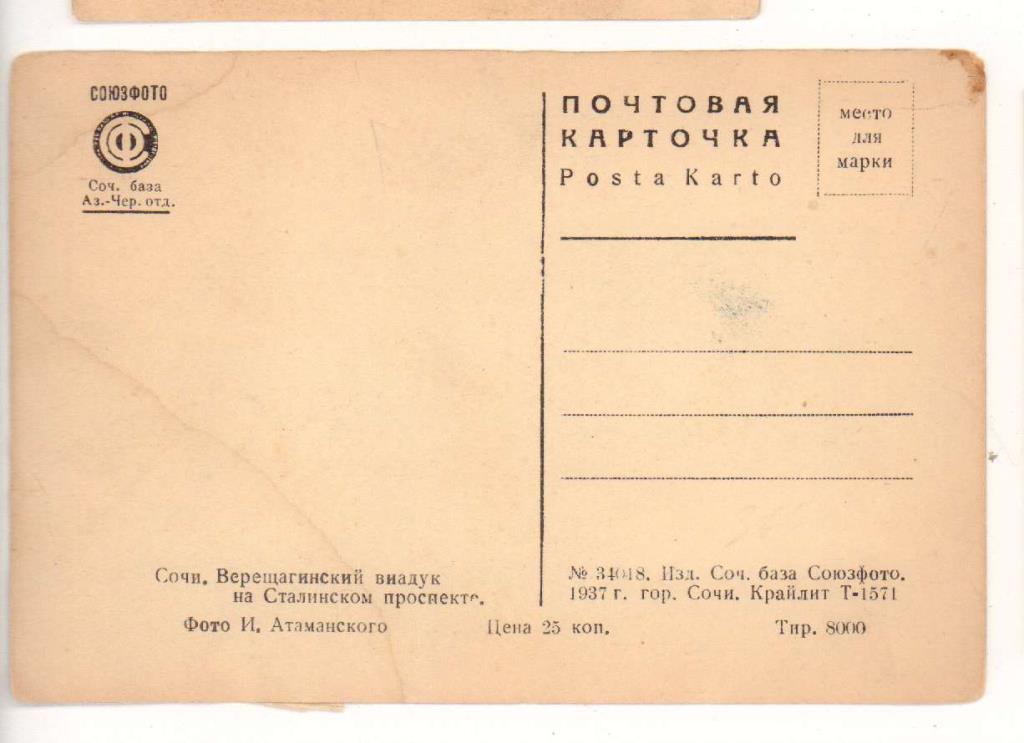 СОЮЗФОТО
Ф
Соч. база
Аз.-Чер. отд.
ПОЧТОВАЯ
КАРТОЧКА
Posta Karto
место
для
марки
Сочи. Верещагинский виадук
на Сталинском проспекте.
Фото И. Атаманского
Цена 25 коп.
№ 34048. Изд. Соч. база Союзфото.
1937 г. гор. Сочи. Крайлит Т-1571
Тир. 8000